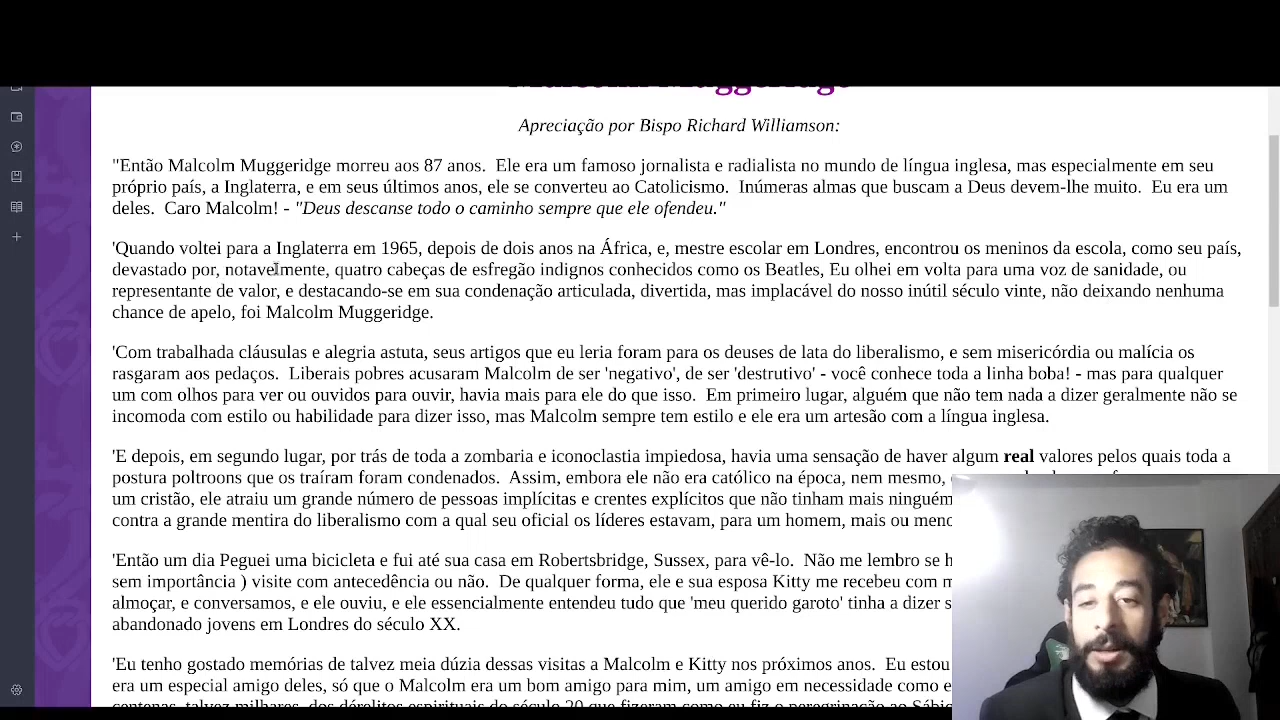 Malcolm Muggeridge
Apreciação por Bispo Richard Williamson:
"Então Malcolm Muggeridge morreu aos 87 anos.  Ele era um famoso jornalista e radialista no mundo de língua inglesa, mas especialmente em seu
próprio país, a Inglaterra, e em seus últimos anos, ele se converteu ao Catolicismo.  Inúmeras almas que buscam a Deus devem-lhe muito.  Eu era um
deles.  Caro Malcolm! - "Deus descanse todo o caminho sempre que ele ofendeu."
'Quando voltei para a Inglaterra em 1965, depois de dois anos na África, e, mestre escolar em Londres, encontrou os meninos da escola, como seu país,
devastado por, notavelmente, quatro cabeças de esfregão indignos conhecidos como os Beatles, Eu olhei em volta para uma voz de sanidade, ou
representante de valor, e destacando-se em sua condenação articulada, divertida, mas implacável do nosso inútil século vinte, não deixando nenhuma
chance de apelo, foi Malcolm Muggeridge.
'Com trabalhada cláusulas e alegria astuta, seus artigos que eu leria foram para os deuses de lata do liberalismo, e sem misericórdia ou malícia os
rasgaram aos pedaços.  Liberais pobres acusaram Malcolm de ser 'negativo', de ser 'destrutivo' - você conhece toda a linha boba! - mas para qualquer
um com olhos para ver ou ouvidos para ouvir, havia mais para ele do que isso.  Em primeiro lugar, alguém que não tem nada a dizer geralmente não se
incomoda com estilo ou habilidade para dizer isso, mas Malcolm sempre tem estilo e ele era um artesão com a língua inglesa.
'E depois, em segundo lugar, por trás de toda a zombaria e iconoclastia impiedosa, havia uma sensação de haver algum real valores pelos quais toda a
postura poltroons que os traíram foram condenados.  Assim, embora ele não era católico na época, nem mesmo,
um cristão, ele atraiu um grande número de pessoas implícitas e crentes explícitos que não tinham mais ninguém
contra a grande mentira do liberalismo com a qual seu oficial os líderes estavam, para um homem, mais ou
'Então um dia Peguei uma bicicleta e fui até sua casa em Robertsbridge, Sussex, para vê-lo.  Não me lembro se
sem importância ) visite com antecedência ou não.  De qualquer forma, ele e sua esposa Kitty me recebeu com
almoçar, e conversamos, e ele ouviu, e ele essencialmente entendeu tudo que 'meu querido garoto' tinha a dizer
abandonado jovens em Londres do século XX.
'Eu tenho gostado memórias de talvez meia dúzia dessas visitas a Malcolm e Kitty nos próximos anos.  Eu estou
era um especial amigo deles, só que o Malcolm era um bom amigo para mim, um amigo em necessidade como
centenas, talvez milhares, dos dérelitos espirituais do século 20 que fizeram como eu fiz o peregrinação ao